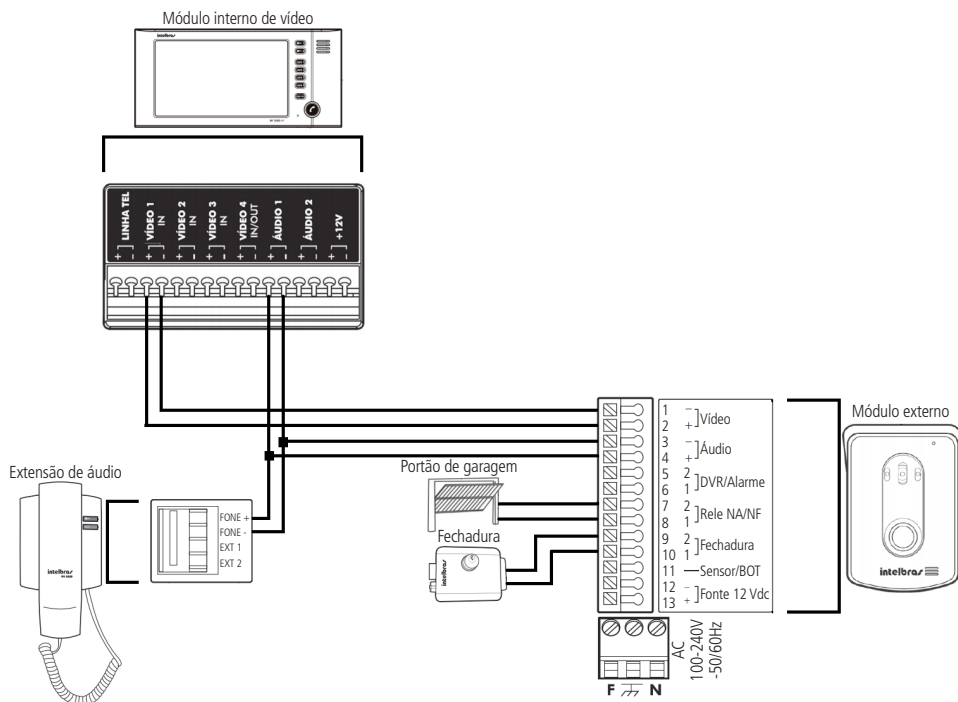 Módulo interno de vídeo
intelbras
LINHA TEL
+ -
VÍDEO 1
IN
+ -
VÍDEO 2
IN
+ -
VÍDEO 3
IN
+ -
VÍDEO 4
IN/OUT
+ -
ÁUDIO 1
+ -
ÁUDIO 2
+ -
+12V
+ -
Extensão de áudio
intelbras
FONE +
FONE -
EXT 1
EXT 2
Portão de garagem
Fechadura
intelbras
1 -
2 + Vídeo
3 -
4 + Áudio
5 2
6 1 DVR/Alarme
7 2
8 1 Rele NA/NF
9 2
10 1 Fechadura
11 Sensor/BOT
12 -
13 + Fonte 12 Vdc
AC
100-240V
-50/60Hz
F N
Módulo externo
intelbras